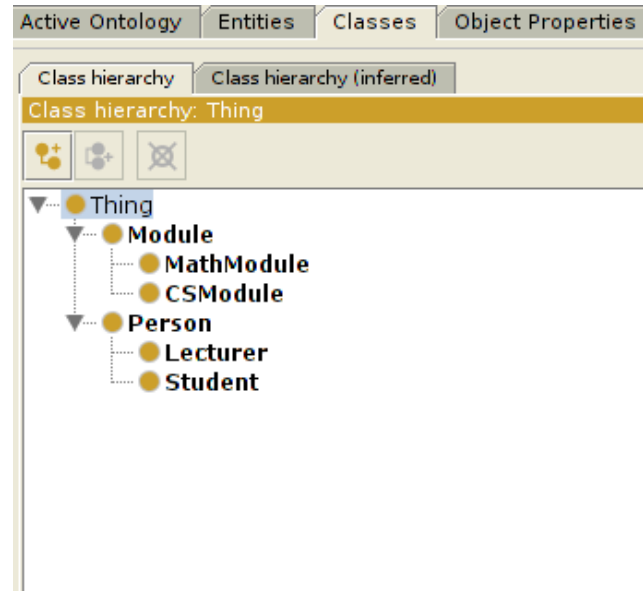 Active Ontology Entities Classes Object Properties
Class hierarchy Class hierarchy (inferred)
Class hierarchy: Thing
Thing
Module
MathModule
CSModule
Person
Lecturer
Student